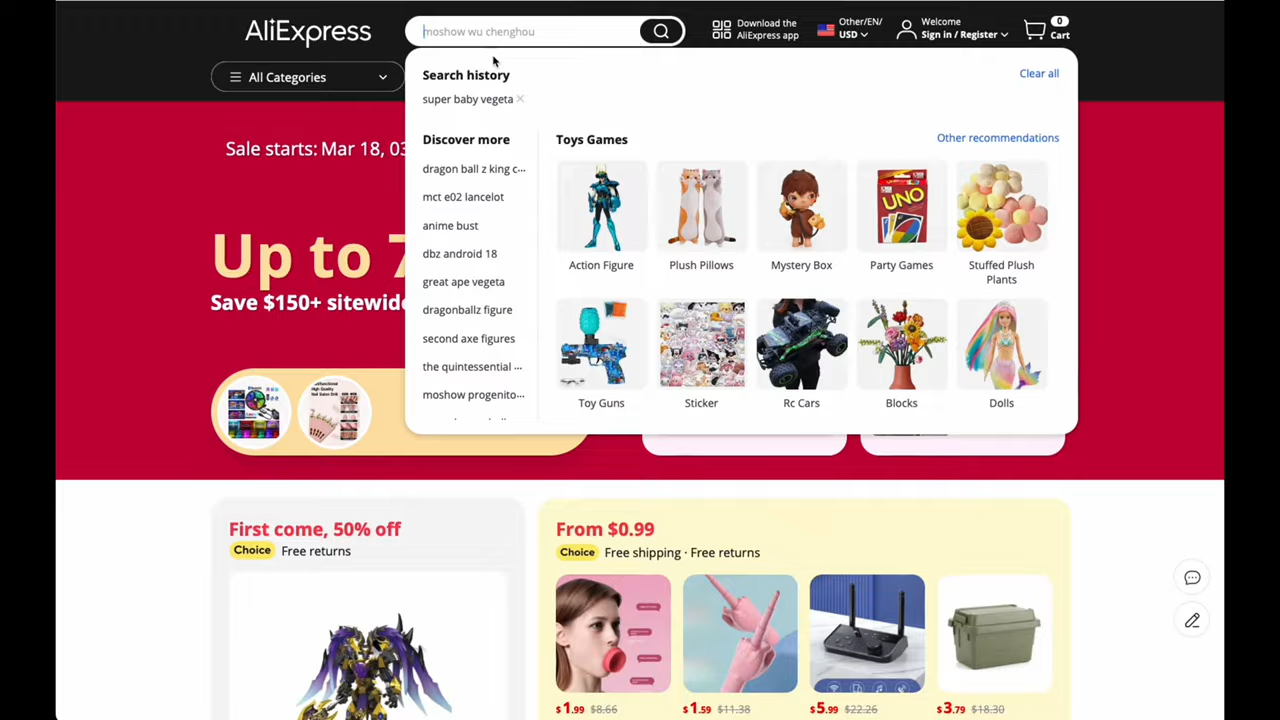 AliExpress
moshow wu chenghou
Download the
AliExpress app
Other/EN/
USD
Welcome
Sign in / Register
0
Cart
All Categories
Search history
Clear all
super baby vegeta
Discover more
dragon ball z king c...
mct e02 lancelot
anime bust
dbz android 18
great ape vegeta
dragonballz figure
second axe figures
the quintessential ...
moshow progenito...
Toys Games
Other recommendations
UNO
Action Figure
Plush Pillows
Mystery Box
Party Games
Stuffed Plush
Plants
Toy Guns
Sticker
Rc Cars
Blocks
Dolls
Sale starts: Mar 18, 03
Up to 7
Save $150+ sitewide
First come, 50% off
Choice Free returns
From $0.99
Choice Free shipping · Free returns
$1.99 $8.66
$1.59 $11.38
$5.99 $22.26
$3.79 $18.30